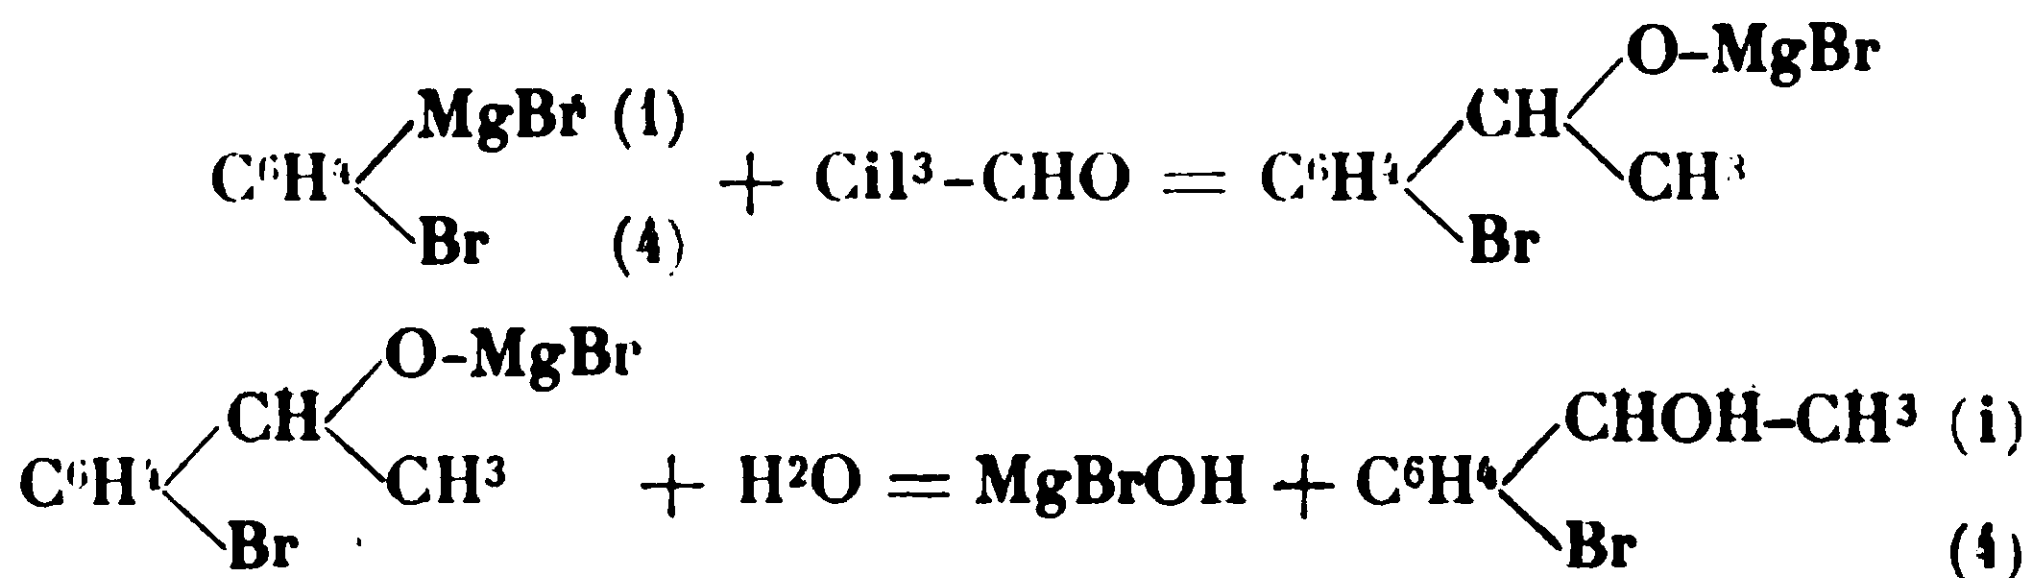 O-MgBr
MgBr (1) CH
C⁶H⁴ + CH³-CHO = C⁶H⁴ CH³
Br (4) Br
O-MgBr
CH CHOH-CH³ (1)
C⁶H⁴ CH³ + H²O = MgBrOH + C⁶H⁴
Br Br (4)